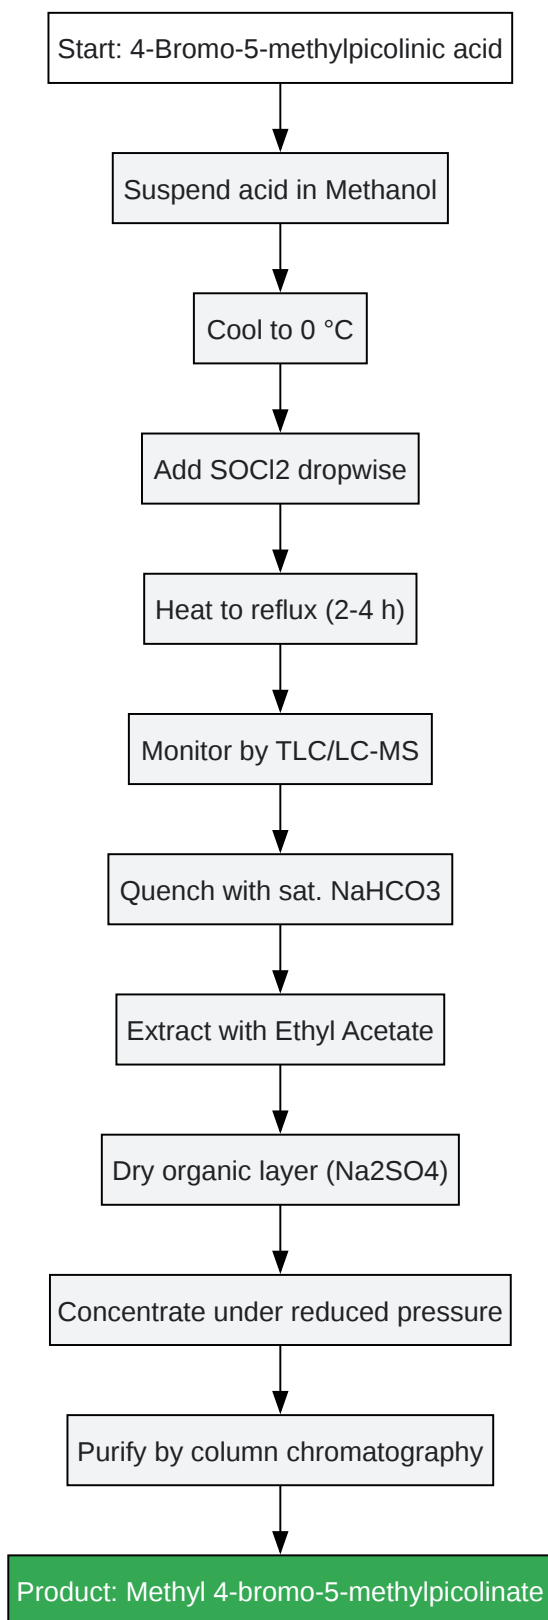 Start: 4-Bromo-5-methylpicolinic acid
Suspend acid in Methanol
Cool to 0 °C
Add SOCl2 dropwise
Heat to reflux (2-4 h)
Monitor by TLC/LC-MS
Quench with sat. NaHCO3
Extract with Ethyl Acetate
Dry organic layer (Na2SO4)
Concentrate under reduced pressure
Purify by column chromatography
Product: Methyl 4-bromo-5-methylpicolinate